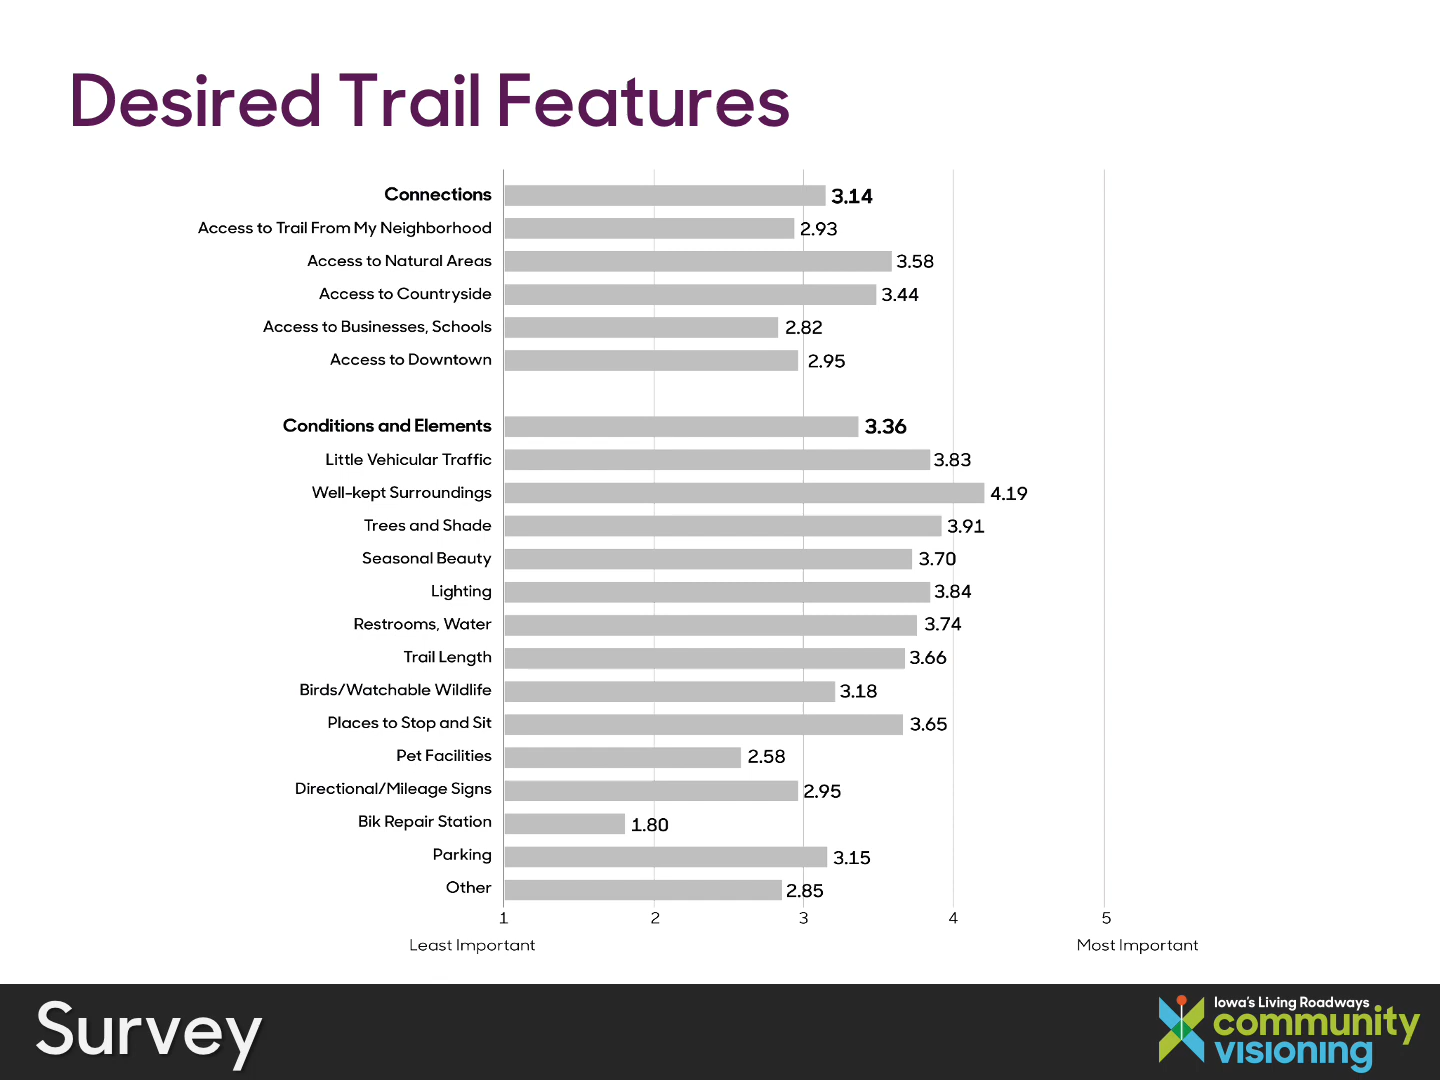 Desired Trail Features
Connections 3.14
Access to Trail From My Neighborhood 2.93
Access to Natural Areas 3.58
Access to Countryside 3.44
Access to Businesses, Schools 2.82
Access to Downtown 2.95
Conditions and Elements 3.36
Little Vehicular Traffic 3.83
Well-kept Surroundings 4.19
Trees and Shade 3.91
Seasonal Beauty 3.70
Lighting 3.84
Restrooms, Water 3.74
Trail Length 3.66
Birds/Watchable Wildlife 3.18
Places to Stop and Sit 3.65
Pet Facilities 2.58
Directional/Mileage Signs 2.95
Bik Repair Station 1.80
Parking 3.15
Other 2.85
1 2 3 4 5
Least Important Most Important
Survey
Iowa's Living Roadways
community
visioning